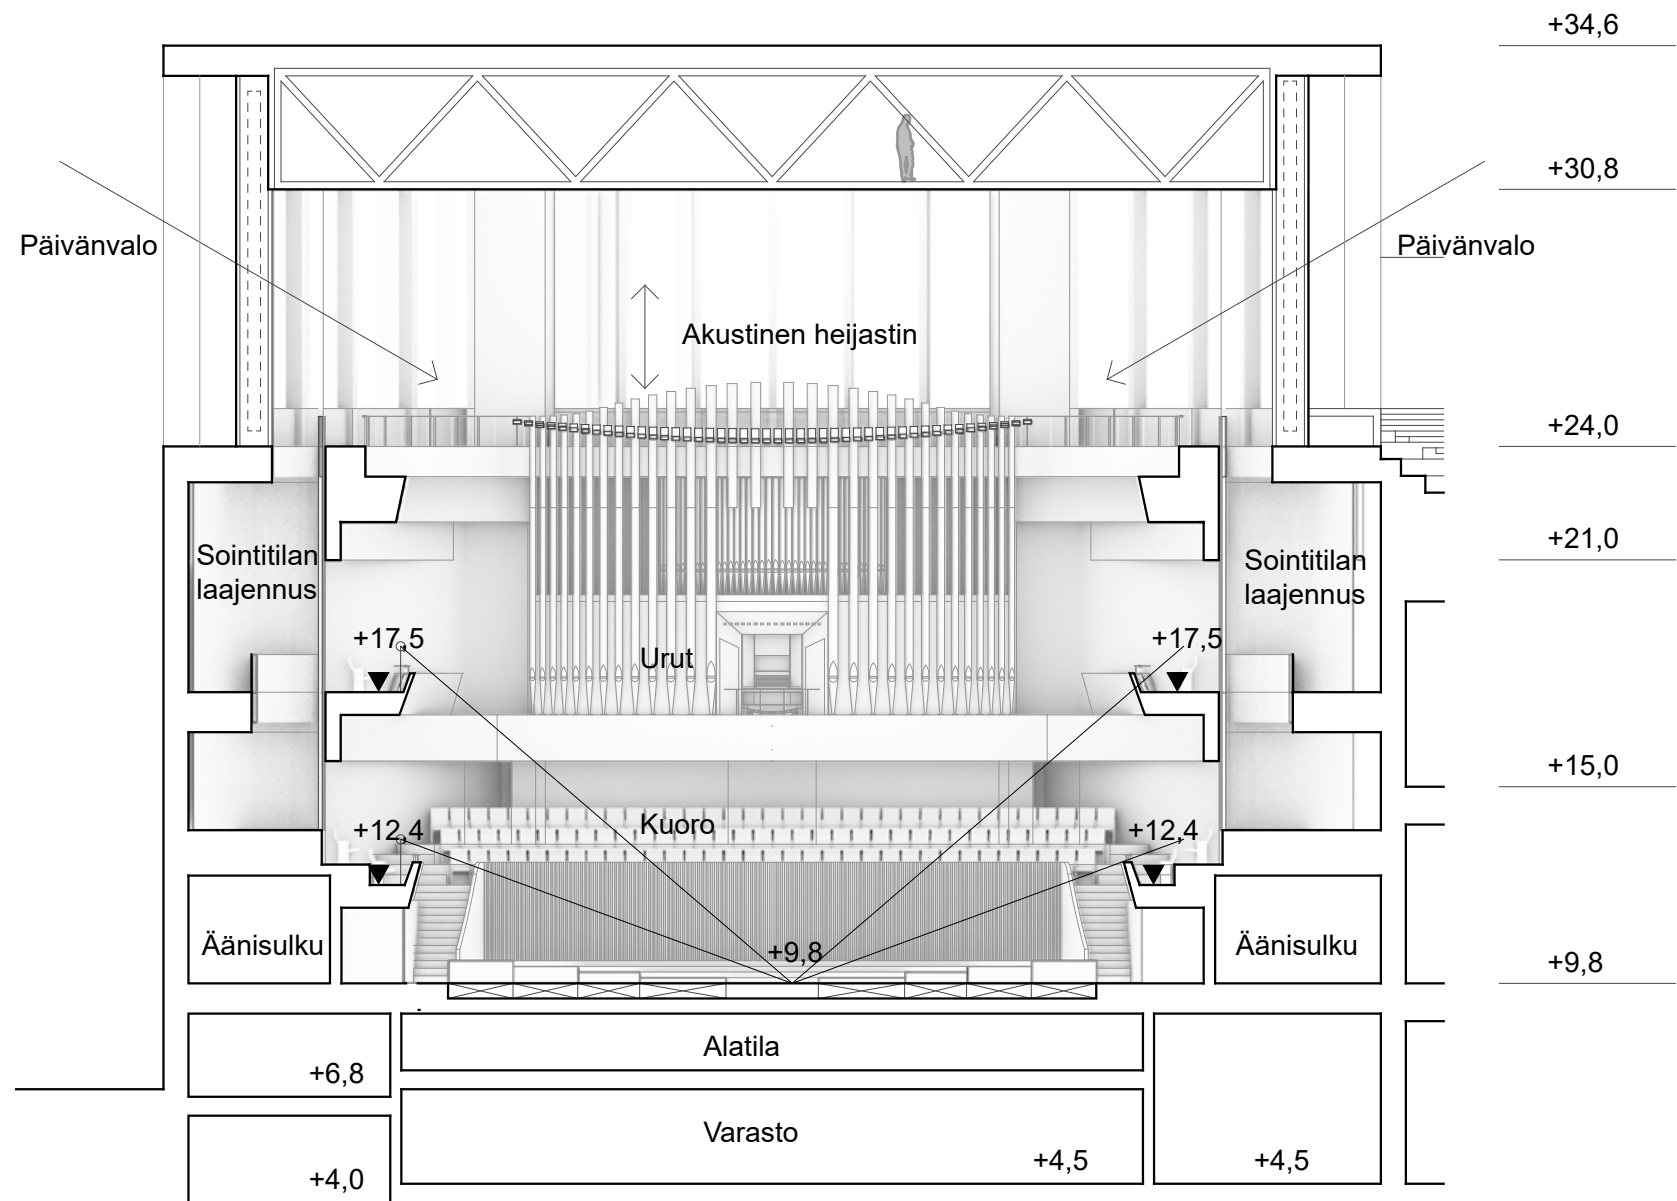 +34,6
+30,8
Päivänvalo
Päivänvalo
Akustinen heijastin
+24,0
+21,0
Sointitilan
laajennus
Sointitilan
laajennus
+17,5
+17,5
Urut
+15,0
Kuoro
+12,4
+12,4
Äänisulku
+9,8
Äänisulku
+9,8
Alatila
+6,8
Varasto
+4,5
+4,5
+4,0